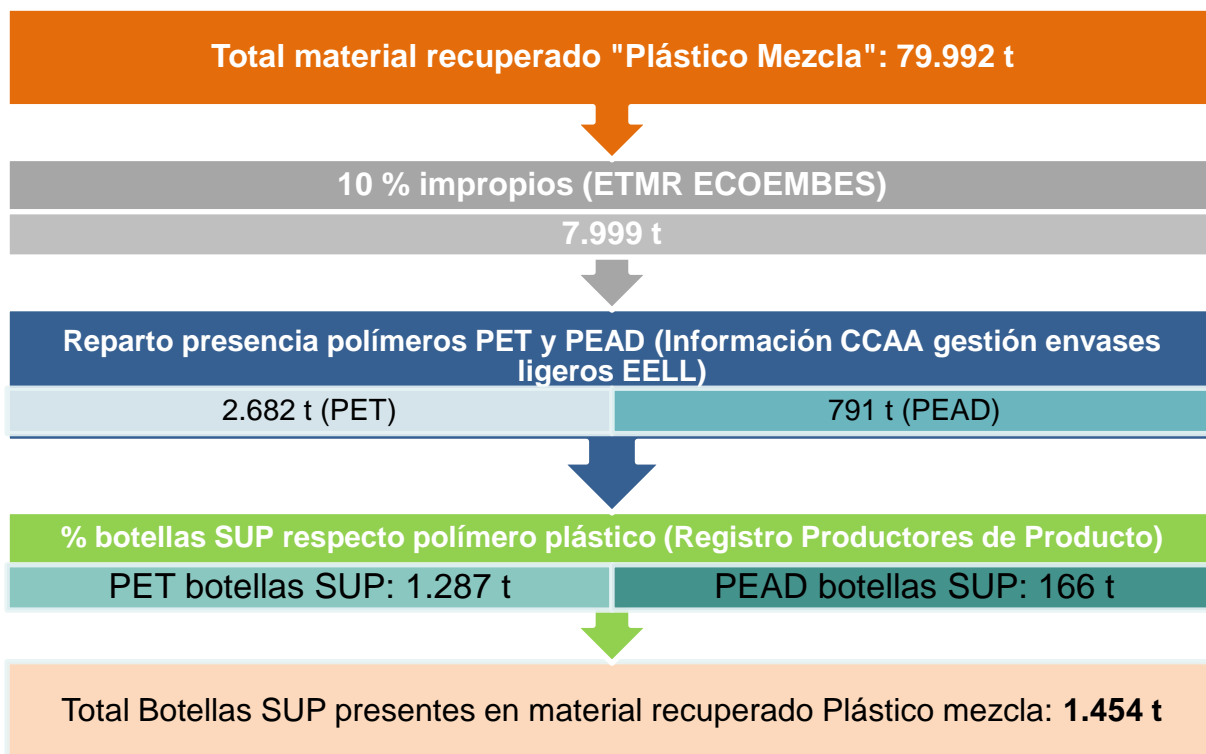 Total material recuperado "Plástico Mezcla": 79.992 t
10 % impropios (ETMR ECOEMBES)
7.999 t
Reparto presencia polímeros PET y PEAD (Información CCAA gestión envases
ligeros EELL)
2.682 t (PET)
791 t (PEAD)
% botellas SUP respecto polímero plástico (Registro Productores de Producto)
PET botellas SUP: 1.287 t
PEAD botellas SUP: 166 t
Total Botellas SUP presentes en material recuperado Plástico mezcla: 1.454 t